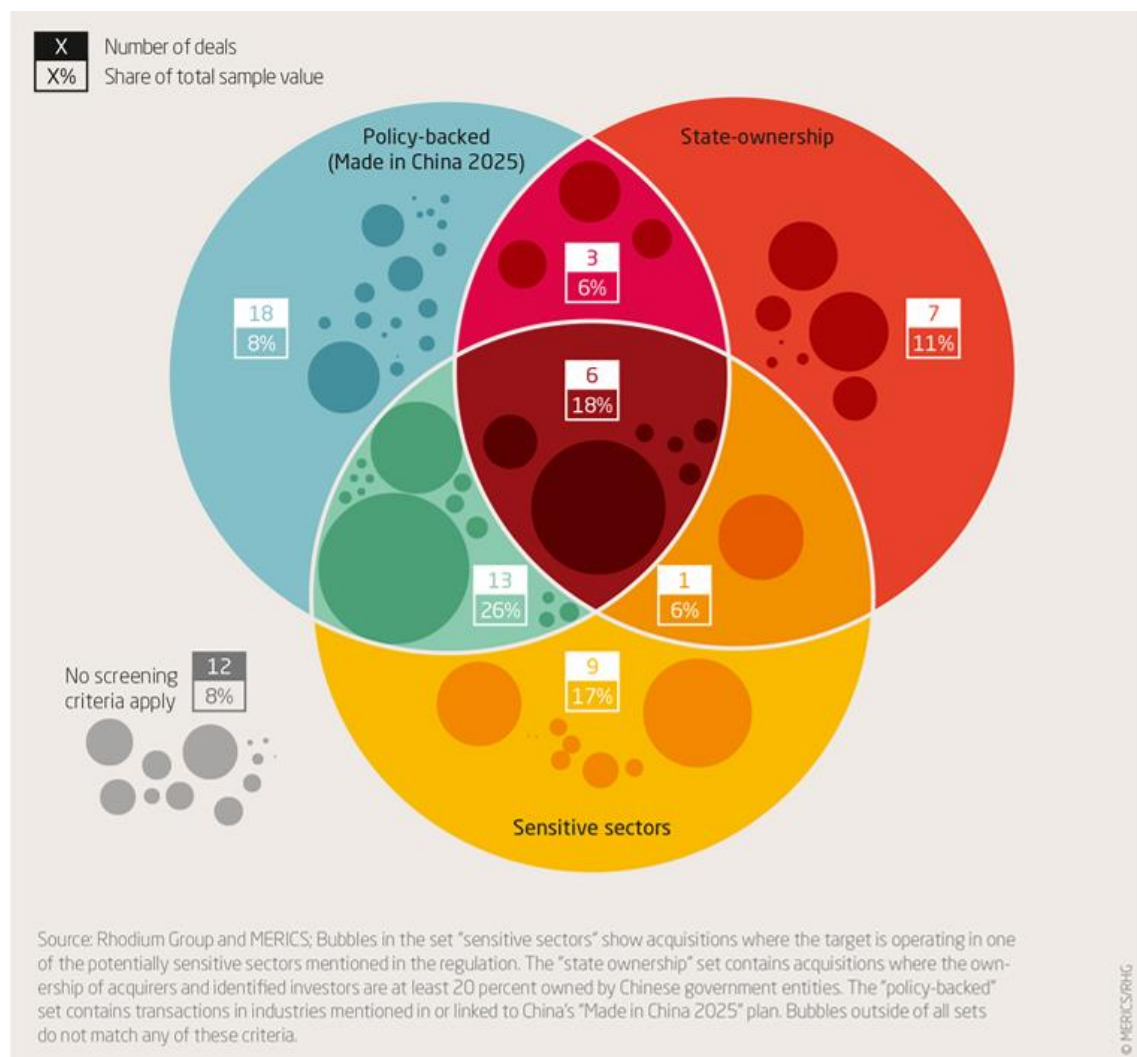 X Number of deals
X% Share of total sample value
Policy-backed
(Made in China 2025)
State-ownership
3
6%
18
8%
7
11%
6
18%
13
26%
1
6%
No screening
criteria apply
12
8%
9
17%
Sensitive sectors
Source: Rhodium Group and MERICS; Bubbles in the set "sensitive sectors" show acquisitions where the target is operating in one
of the potentially sensitive sectors mentioned in the regulation. The "state ownership" set contains acquisitions where the own-
ership of acquirers and identified investors are at least 20 percent owned by Chinese government entities. The "policy-backed"
set contains transactions in industries mentioned in or linked to China's "Made in China 2025" plan. Bubbles outside of all sets
do not match any of these criteria.
© MERICS/RHG